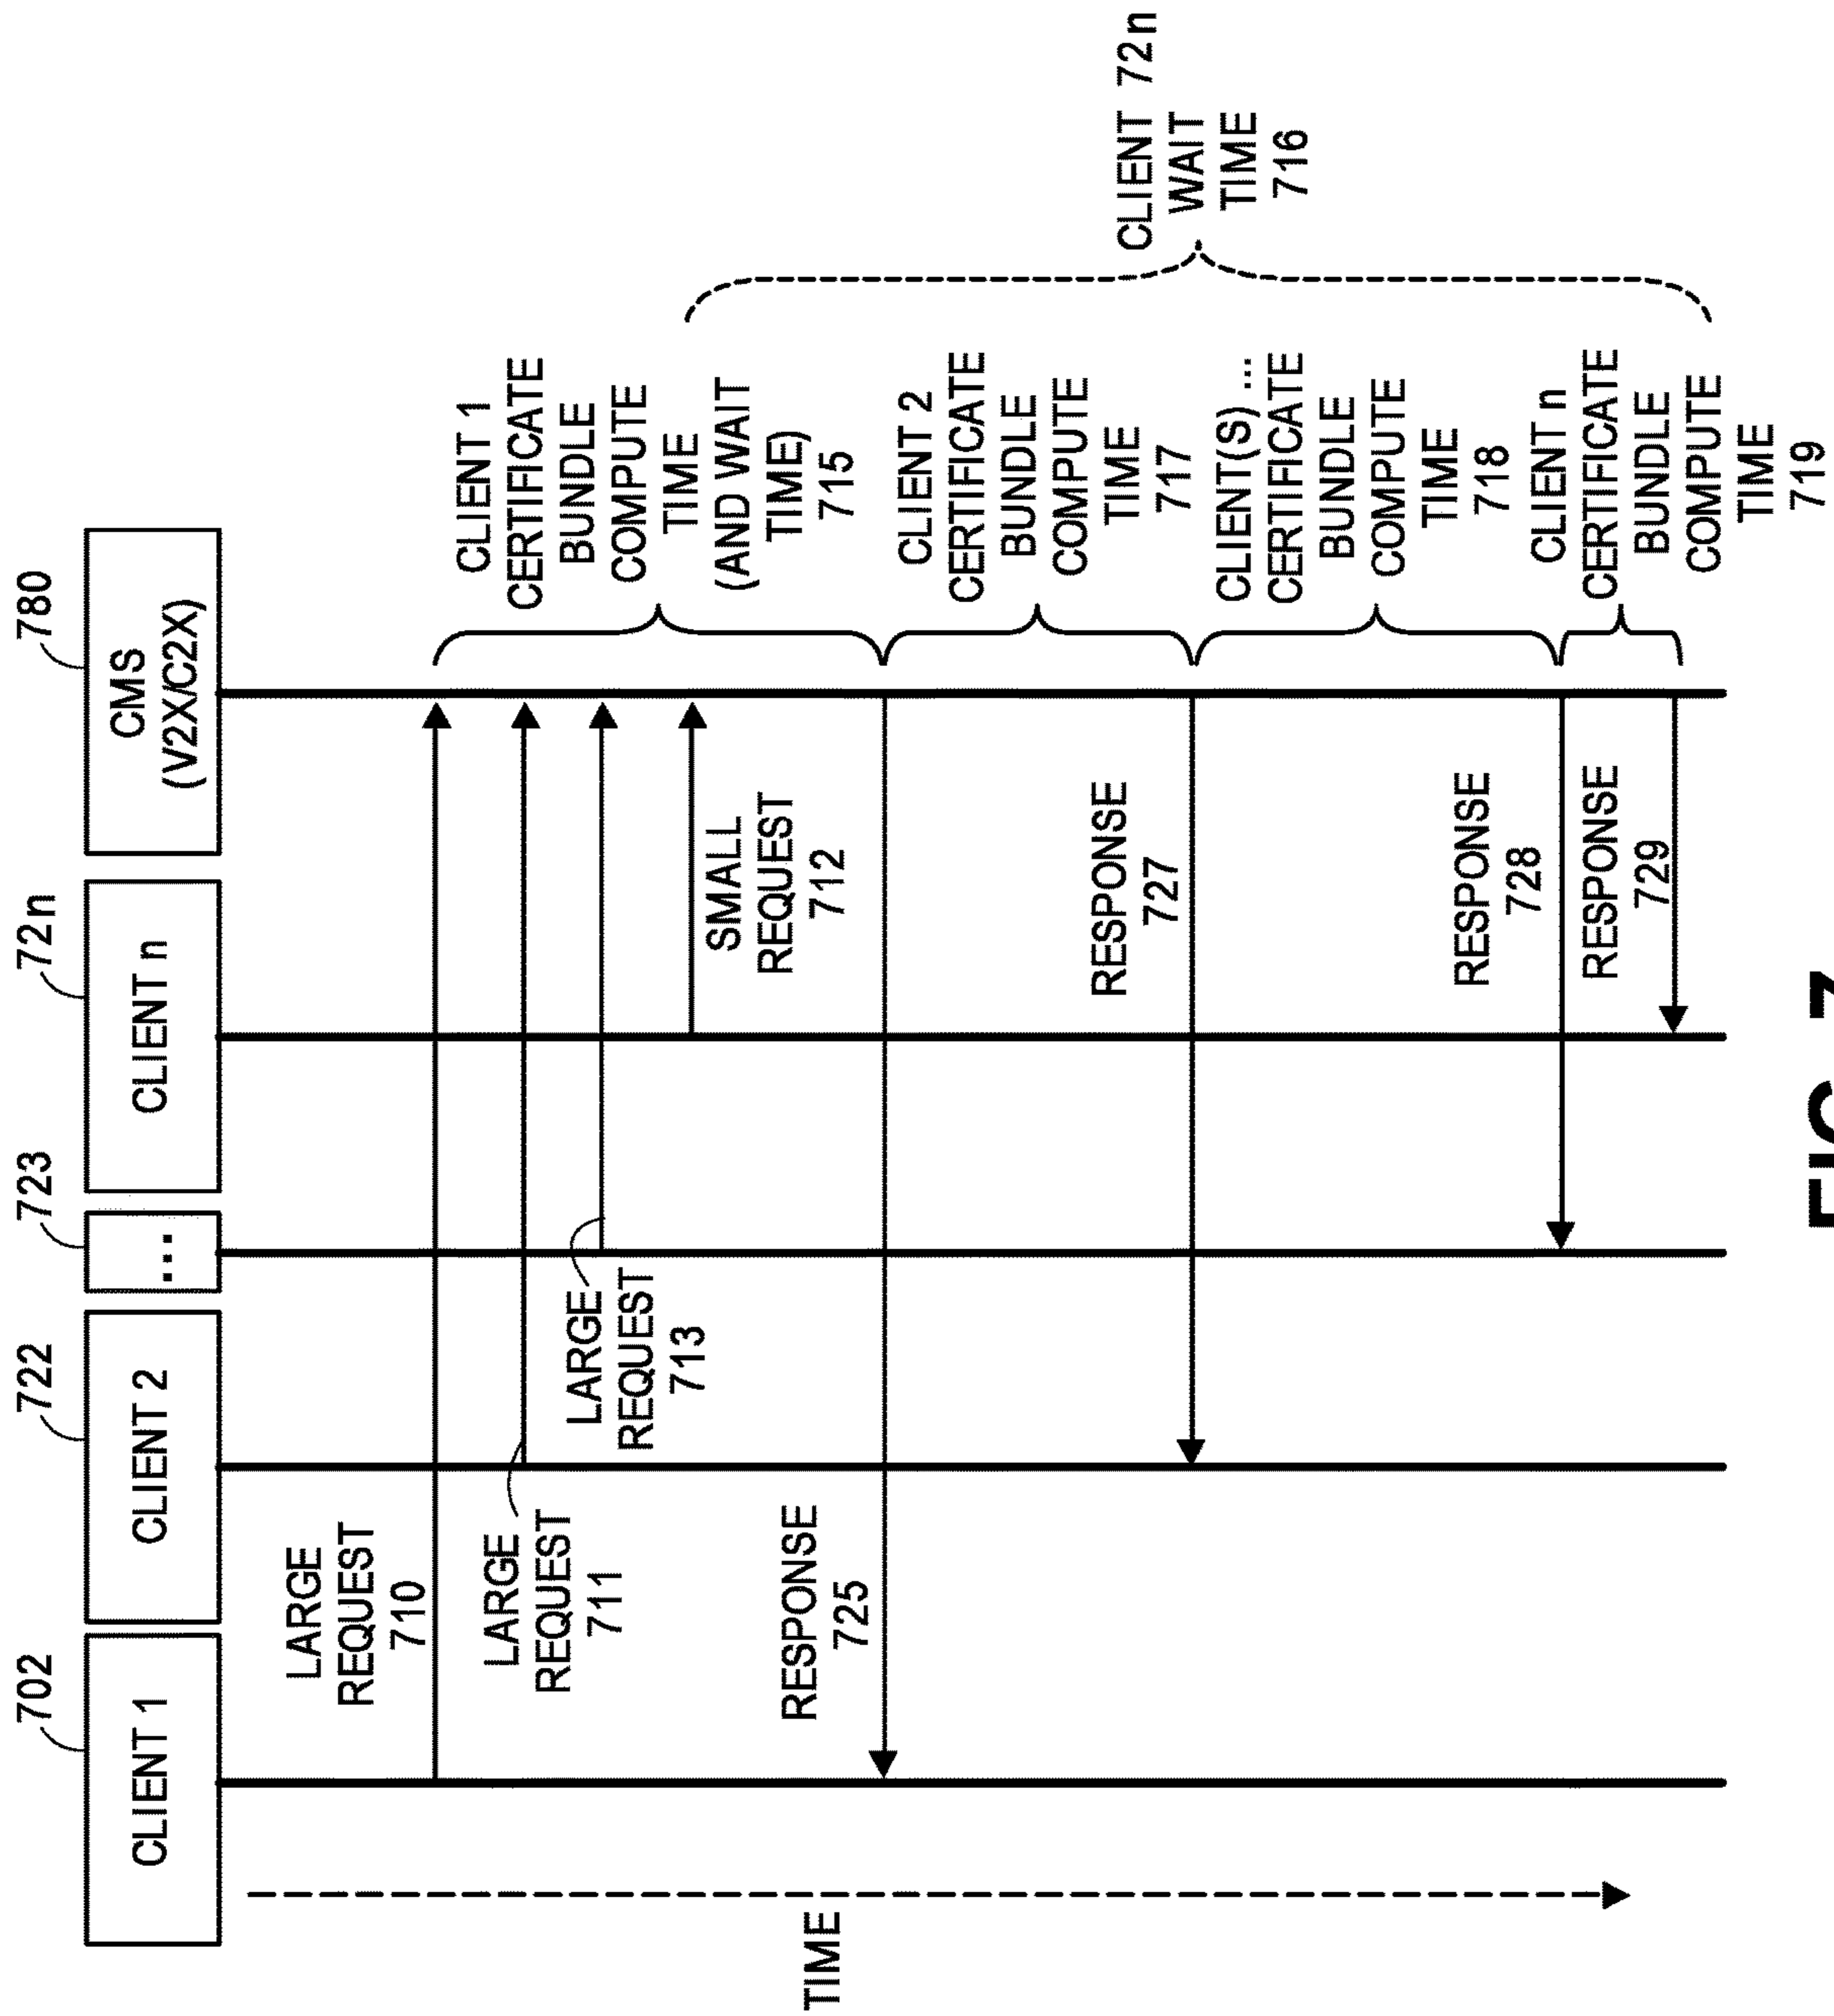 702
722
723
72n
780
CLIENT 1
CLIENT 2
...
CLIENT n
CMS
(V2X/C2X)
TIME
LARGE
REQUEST
710
LARGE
REQUEST
711
LARGE
REQUEST
713
SMALL
REQUEST
712
RESPONSE
725
RESPONSE
727
RESPONSE
728
RESPONSE
729
CLIENT 1
CERTIFICATE
BUNDLE
COMPUTE
TIME
(AND WAIT
TIME)
715
CLIENT 2
CERTIFICATE
BUNDLE
COMPUTE
TIME
717
CLIENT(S) ...
CERTIFICATE
BUNDLE
COMPUTE
TIME
718
CLIENT n
CERTIFICATE
BUNDLE
COMPUTE
TIME
719
CLIENT 72n
WAIT
TIME
716